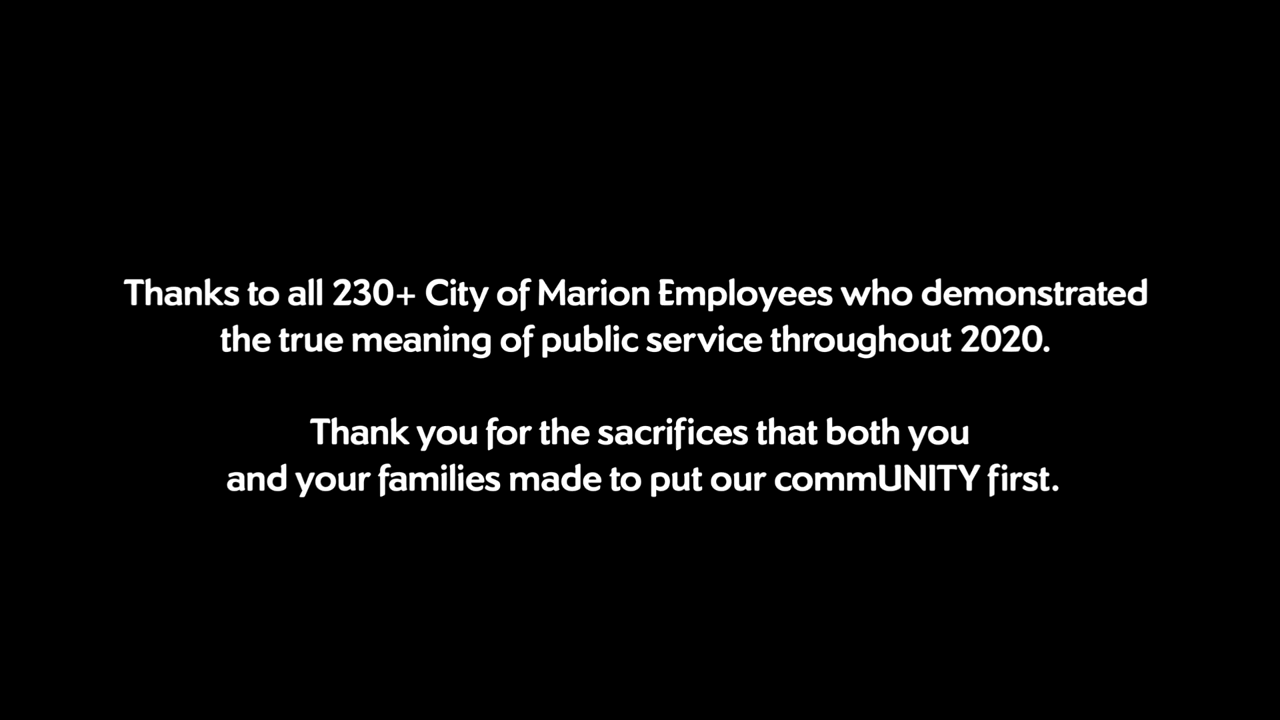 Thanks to all 230+ City of Marion Employees who demonstrated
the true meaning of public service throughout 2020.
Thank you for the sacrifices that both you
and your families made to put our commUNITY first.